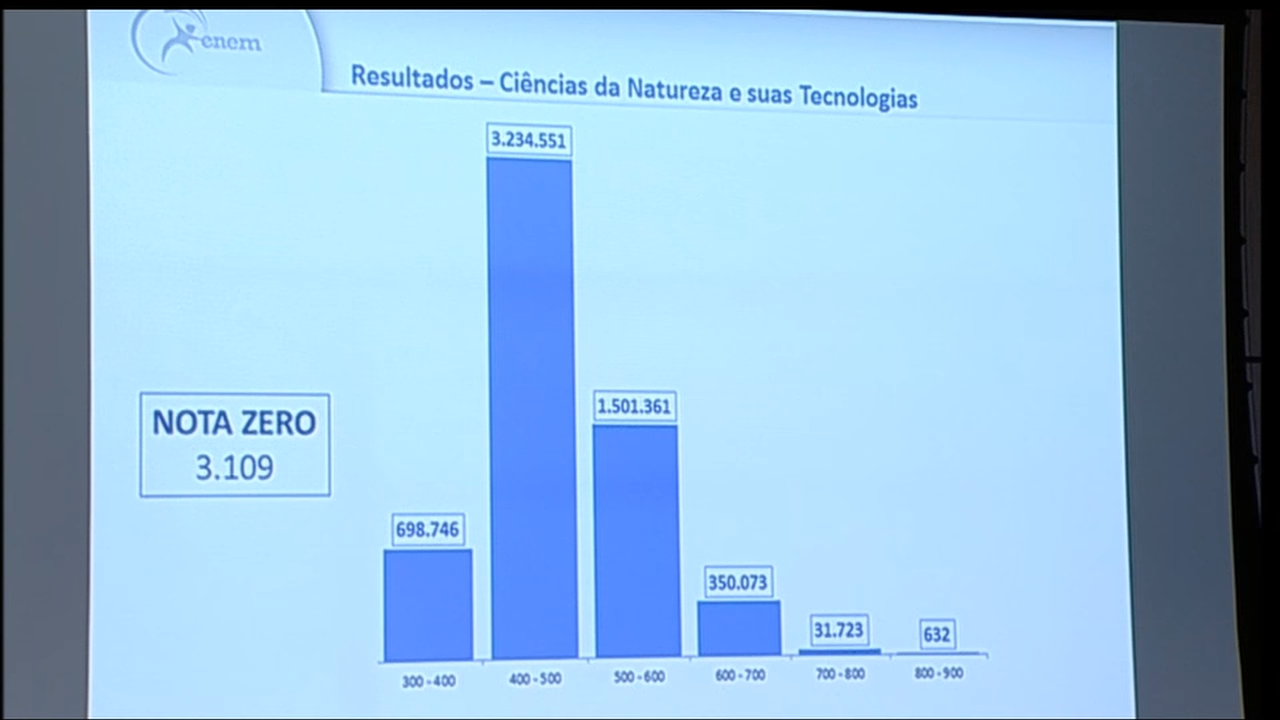 enem
Resultados – Ciências da Natureza e suas Tecnologias
3.234.551
1.501.361
NOTA ZERO
3.109
698.746
350.073
31.723
632
300 - 400
400 - 500
500 - 600
600 - 700
700 - 800
800 - 900